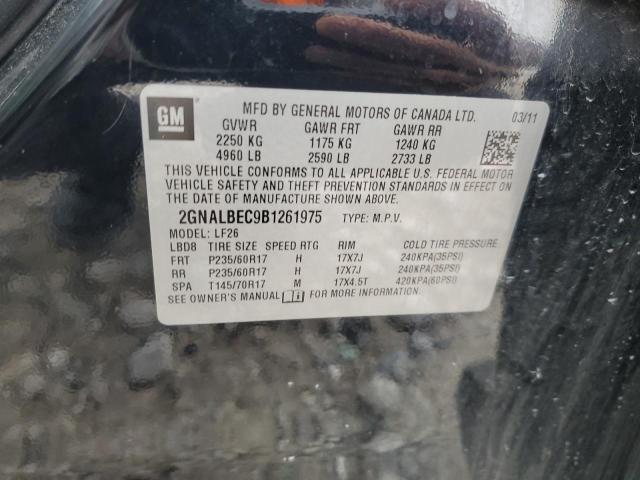 GM
MFD BY GENERAL MOTORS OF CANADA LTD. 03/11
GVWR GAWR FRT GAWR RR
2250 KG 1175 KG 1240 KG
4960 LB 2590 LB 2733 LB
THIS VEHICLE CONFORMS TO ALL APPLICABLE U.S. FEDERAL MOTOR
VEHICLE SAFETY AND THEFT PREVENTION STANDARDS IN EFFECT ON
THE DATE OF MANUFACTURE SHOWN ABOVE.
2GNALBEC9B1261975 TYPE: M.P.V.
MODEL: LF26
LBD8 TIRE SIZE SPEED RTG RIM COLD TIRE PRESSURE
FRT P235/60R17 H 17X7J 240KPA(35PSI)
RR P235/60R17 H 17X7J 240KPA(35PSI)
SPA T145/70R17 M 17X4.5T 420KPA(60PSI)
SEE OWNER'S MANUAL FOR MORE INFORMATION.